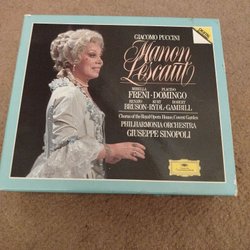 GIACOMO PUCCINI
Manon
Lescaut
MIRELLA PLACIDO
FRENI · DOMINGO
RENATO KURT ROBERT
BRUSON · RYDL · GAMBILL
Chorus of the Royal Opera House, Covent Garden
PHILHARMONIA ORCHESTRA
GIUSEPPE SINOPOLI